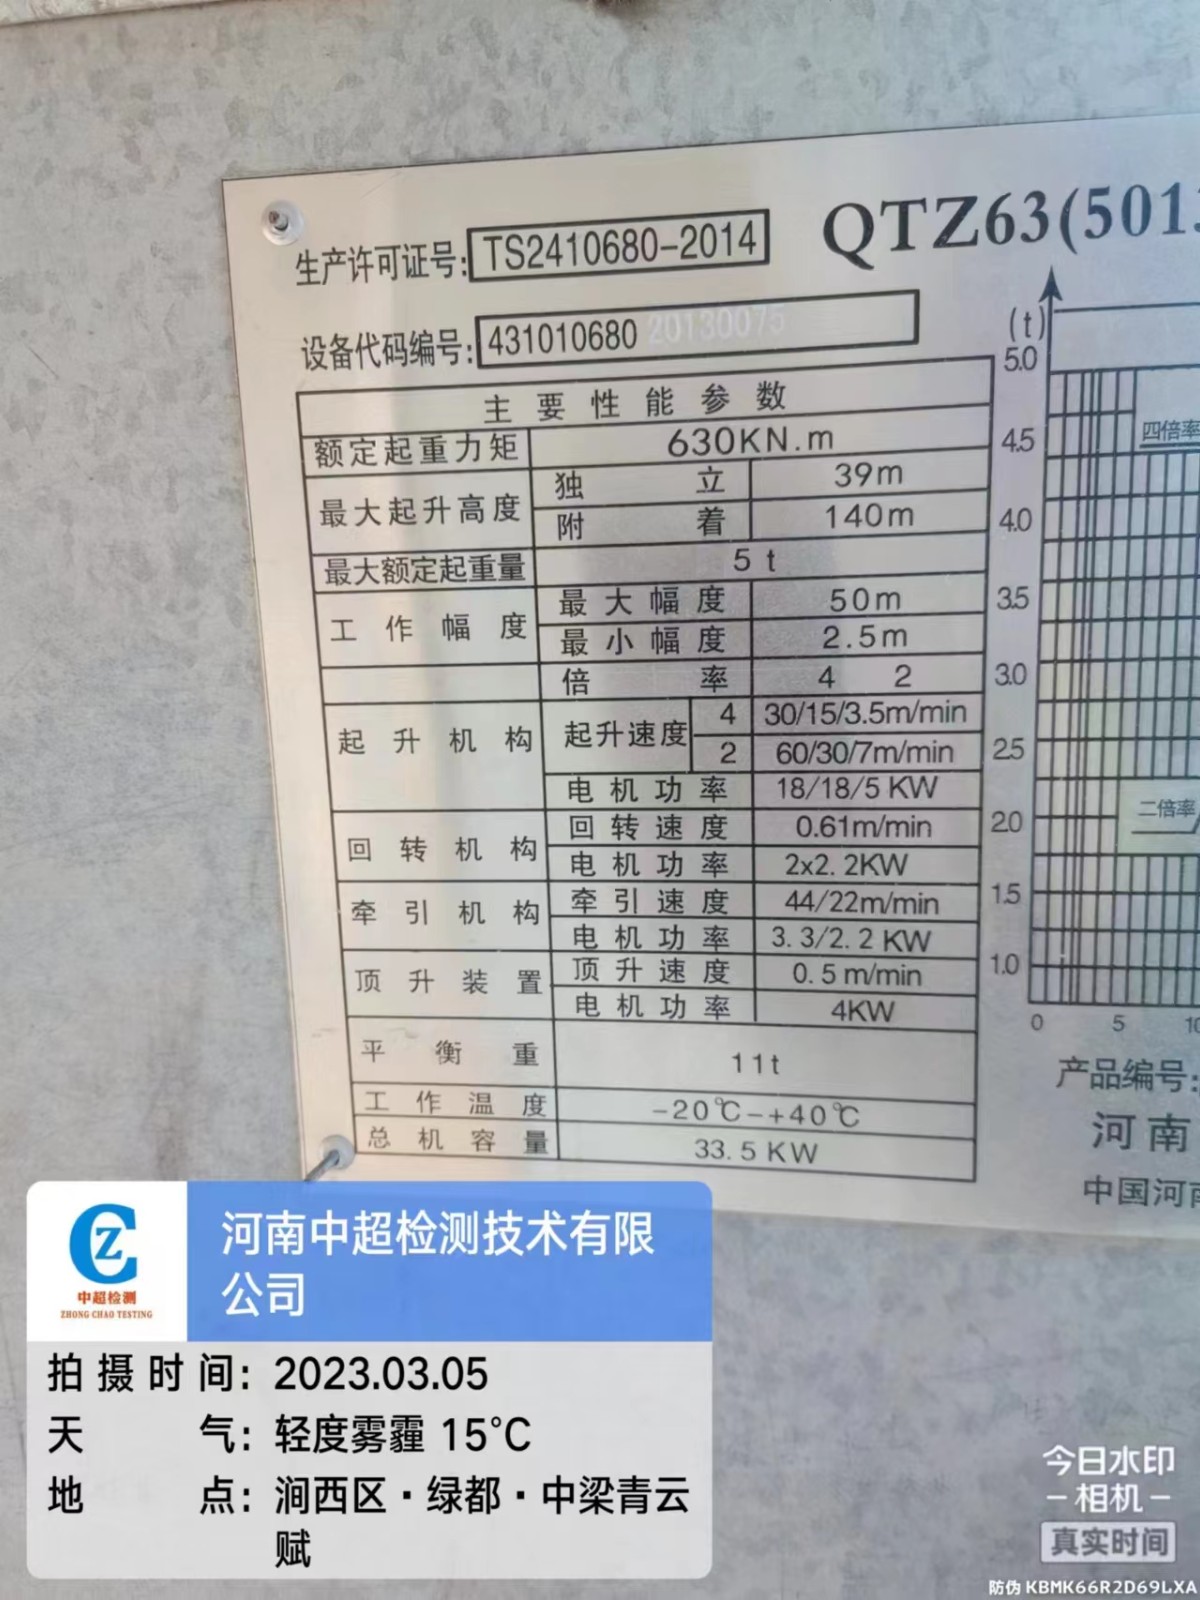 QTZ63(5013
生产许可证号: TS2410680-2014
设备代码编号: 431010680 20130075
主要性能参数
额定起重力矩 630KN.m
最大起升高度 独立 39m
附着 140m
最大额定起重量 5 t
工作幅度 最大幅度 50m
最小幅度 2.5m
倍率 4 2
起升机构 起升速度 4 30/15/3.5m/min
2 60/30/7m/min
电机功率 18/18/5 KW
回转机构 回转速度 0.61m/min
电机功率 2x2.2KW
牵引机构 牵引速度 44/22m/min
电机功率 3.3/2.2 KW
顶升装置 顶升速度 0.5 m/min
电机功率 4KW
平衡重 11t
工作温度 -20℃-+40℃
总机容量 33.5 KW
(t)
5.0
四倍率
4.5
4.0
3.5
3.0
2.5
二倍率
2.0
1.5
1.0
0 5 10
产品编号:
河南
中国河南
中超检测
ZHONG CHAO TESTING
河南中超检测技术有限
公司
拍摄时间: 2023.03.05
天气: 轻度雾霾 15°C
地点: 涧西区·绿都·中梁青云
赋
今日水印
-相机-
真实时间
防伪 KBMK66R2D69LXA